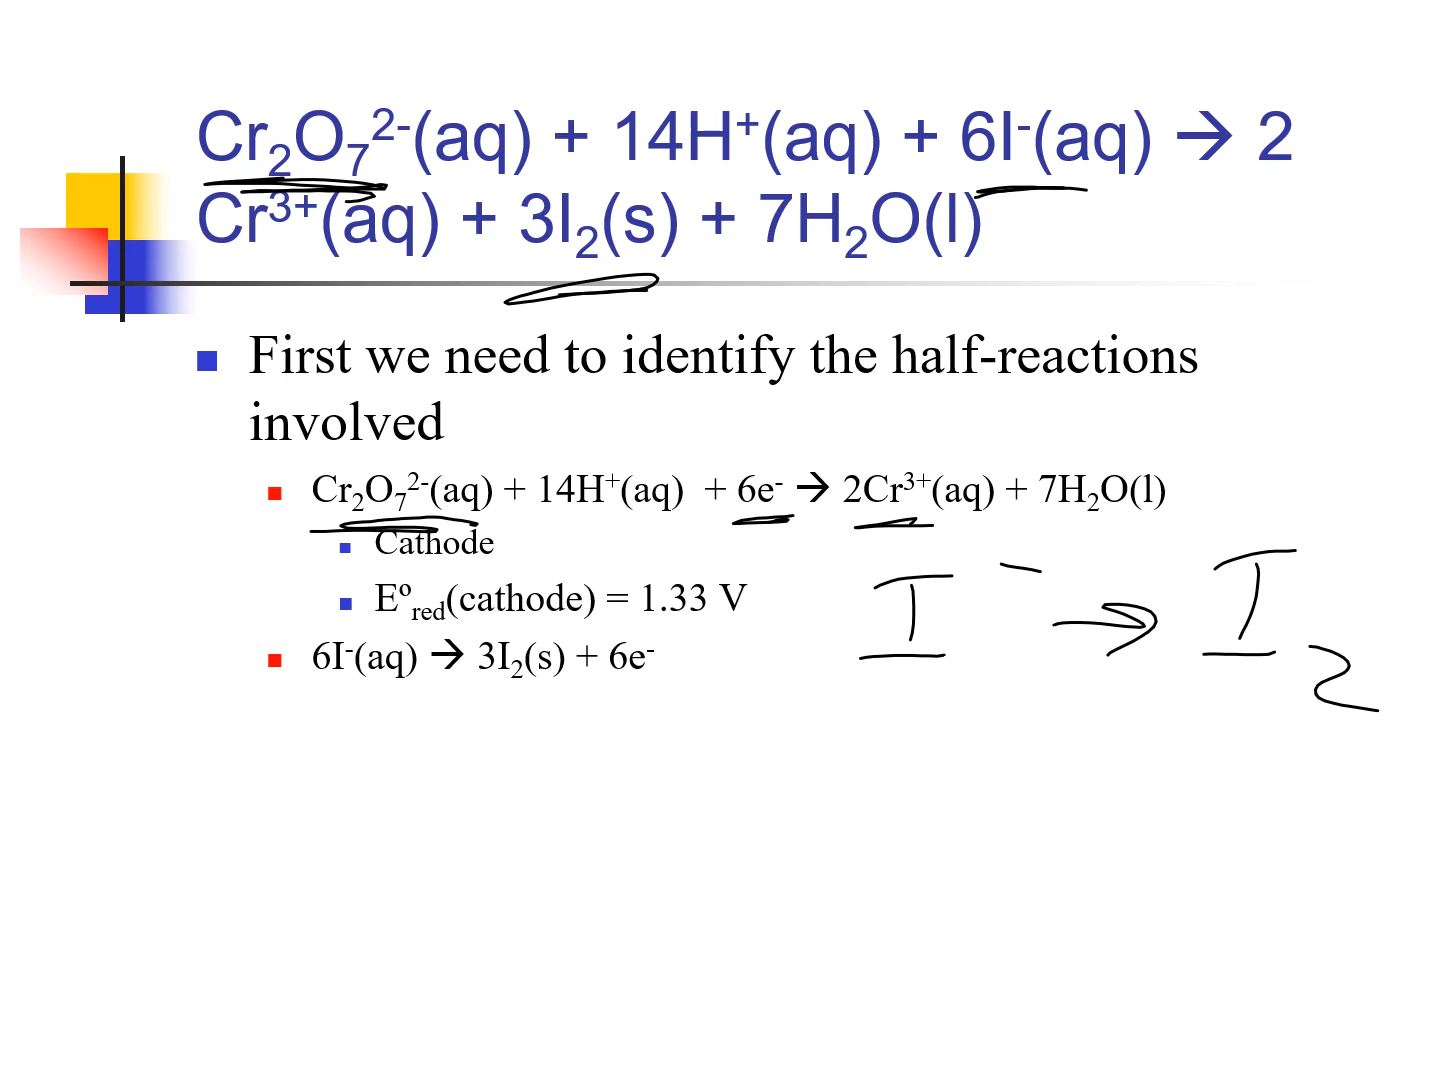 Cr₂O₇²⁻(aq) + 14H⁺(aq) + 6I⁻(aq) → 2
Cr³⁺(aq) + 3I₂(s) + 7H₂O(l)
First we need to identify the half-reactions
involved
Cr₂O₇²⁻(aq) + 14H⁺(aq) + 6e⁻ → 2Cr³⁺(aq) + 7H₂O(l)
Cathode
Eº_red(cathode) = 1.33 V
I⁻ → I₂
6I⁻(aq) → 3I₂(s) + 6e⁻